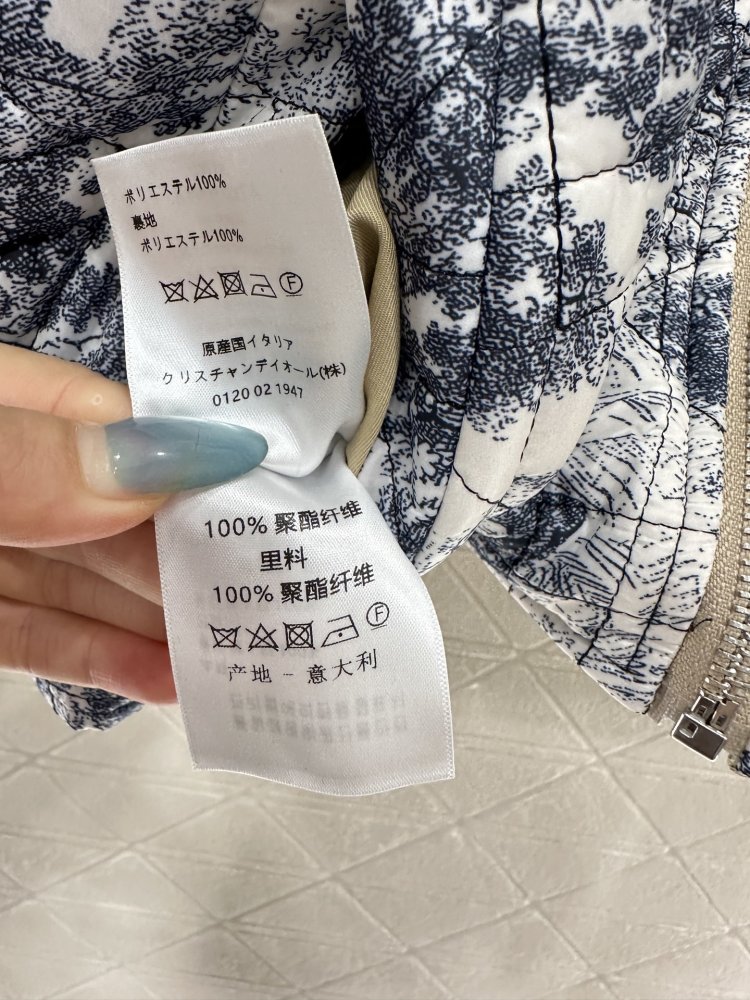 ポリエステル100%
裏地
ポリエステル100%
F
原産国イタリア
クリスチャンディオール(株)
0120 02 1947
100% 聚酯纤维
里料
100% 聚酯纤维
F
产地 - 意大利